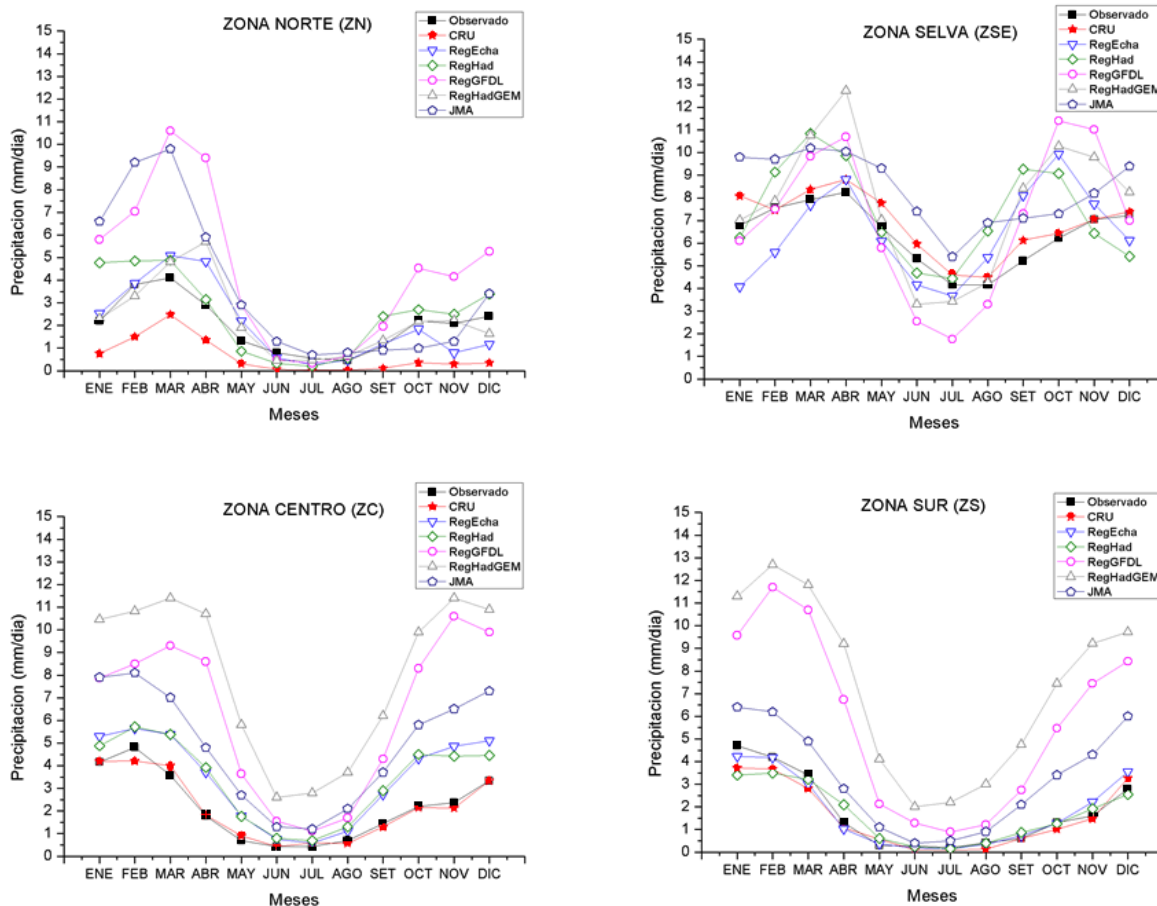 ZONA NORTE (ZN)
Observado
CRU
RegEcha
RegHad
RegGFDL
RegHadGEM
JMA
Precipitacion (mm/dia)
15
14
13
12
11
10
9
8
7
6
5
4
3
2
1
0
ENE FEB MAR ABR MAY JUN JUL AGO SET OCT NOV DIC
Meses
ZONA SELVA (ZSE)
Observado
CRU
RegEcha
RegHad
RegGFDL
RegHadGEM
JMA
Precipitacion (mm/dia)
15
14
13
12
11
10
9
8
7
6
5
4
3
2
1
0
ENE FEB MAR ABR MAY JUN JUL AGO SET OCT NOV DIC
Meses
ZONA CENTRO (ZC)
Observado
CRU
RegEcha
RegHad
RegGFDL
RegHadGEM
JMA
Precipitacion (mm/dia)
15
14
13
12
11
10
9
8
7
6
5
4
3
2
1
0
ENE FEB MAR ABR MAY JUN JUL AGO SET OCT NOV DIC
Meses
ZONA SUR (ZS)
Observado
CRU
RegEcha
RegHad
RegGFDL
RegHadGEM
JMA
Precipitacion (mm/dia)
15
14
13
12
11
10
9
8
7
6
5
4
3
2
1
0
ENE FEB MAR ABR MAY JUN JUL AGO SET OCT NOV DIC
Meses